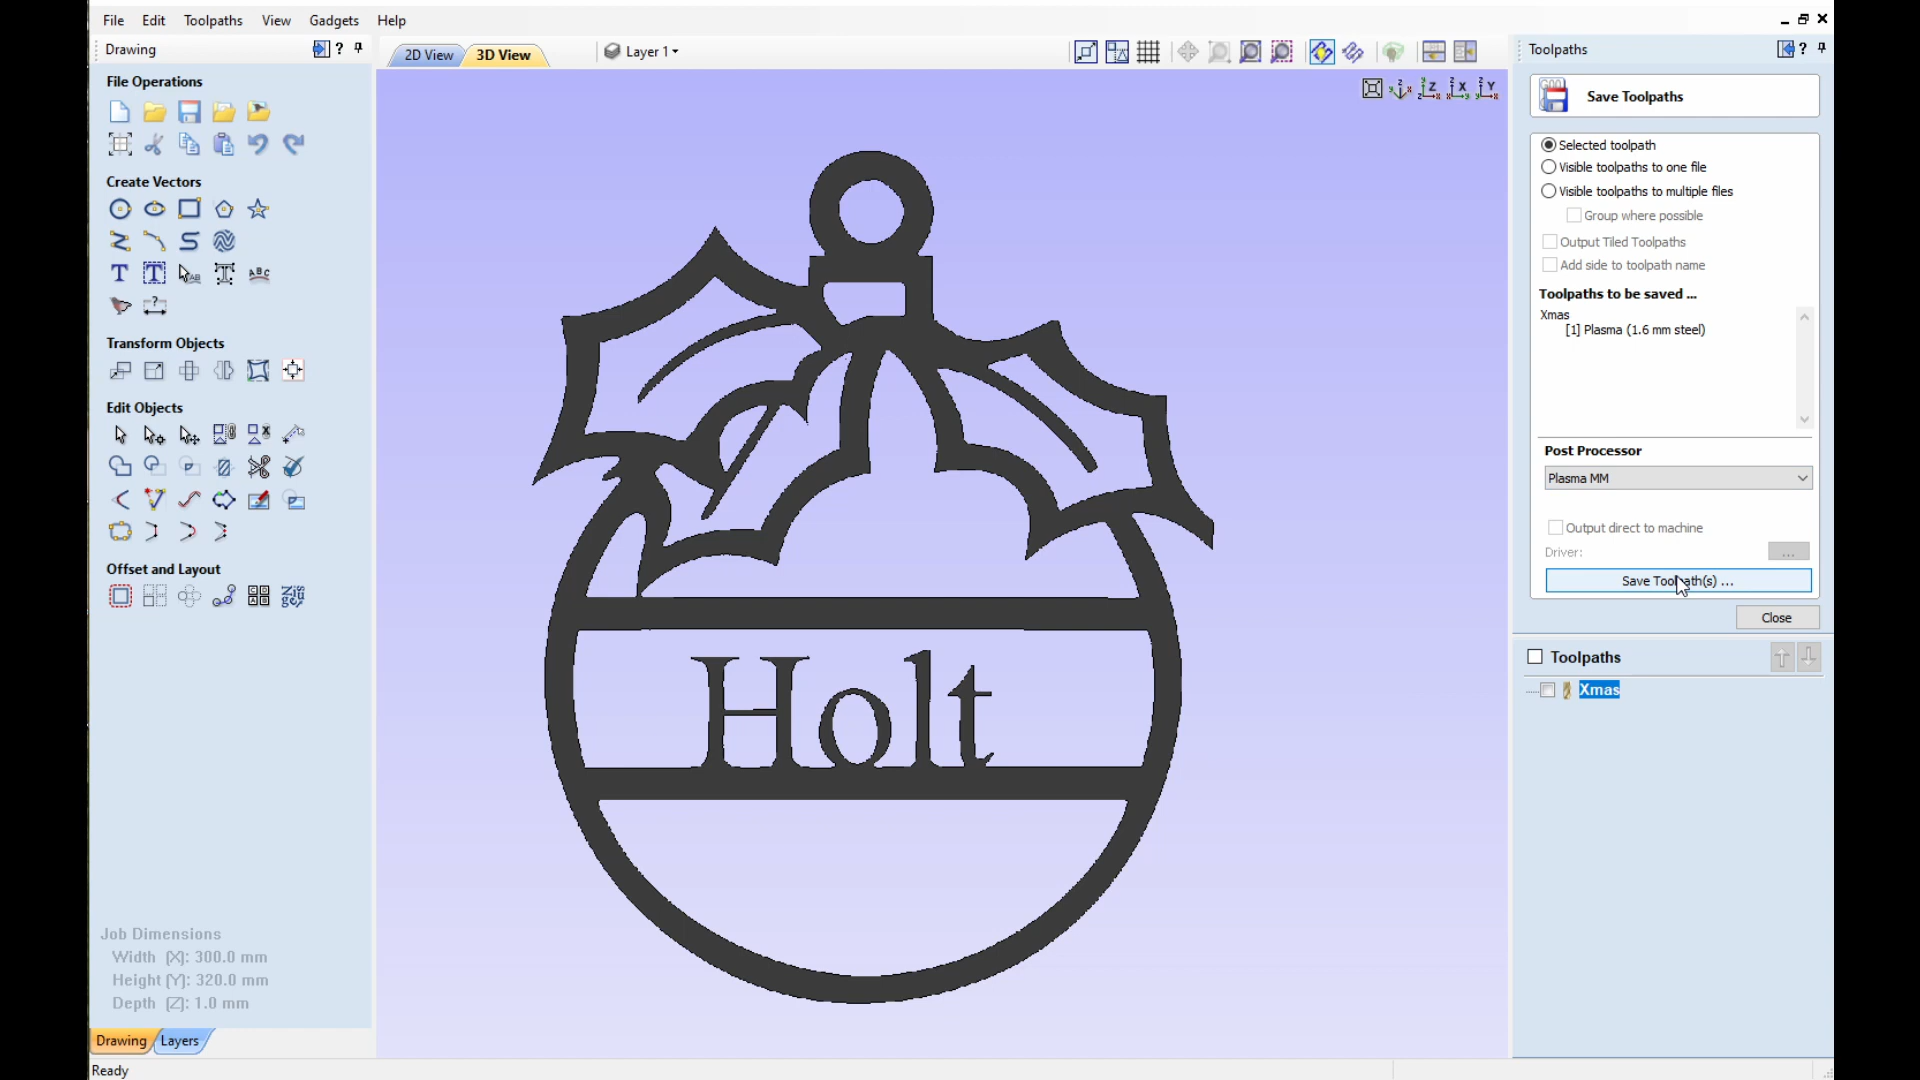 File Edit Toolpaths View Gadgets Help
Drawing
File Operations
Create Vectors
Transform Objects
Edit Objects
Offset and Layout
Job Dimensions
Width (X): 300.0 mm
Height (Y): 320.0 mm
Depth (Z): 1.0 mm
Drawing Layers
Ready
2D View 3D View Layer 1
Holt
Toolpaths
Save Toolpaths
Selected toolpath
Visible toolpaths to one file
Visible toolpaths to multiple files
Group where possible
Output Tiled Toolpaths
Add side to toolpath name
Toolpaths to be saved ...
Xmas
[1] Plasma (1.6 mm steel)
Post Processor
Plasma MM
Output direct to machine
Driver: ...
Save Toolpath(s) ...
Close
Toolpaths
Xmas